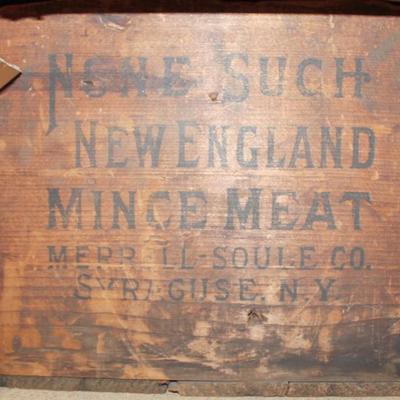 NONE SUCH
NEW ENGLAND
MINCE MEAT
MERRELL-SOULE CO.
SYRACUSE, N.Y.